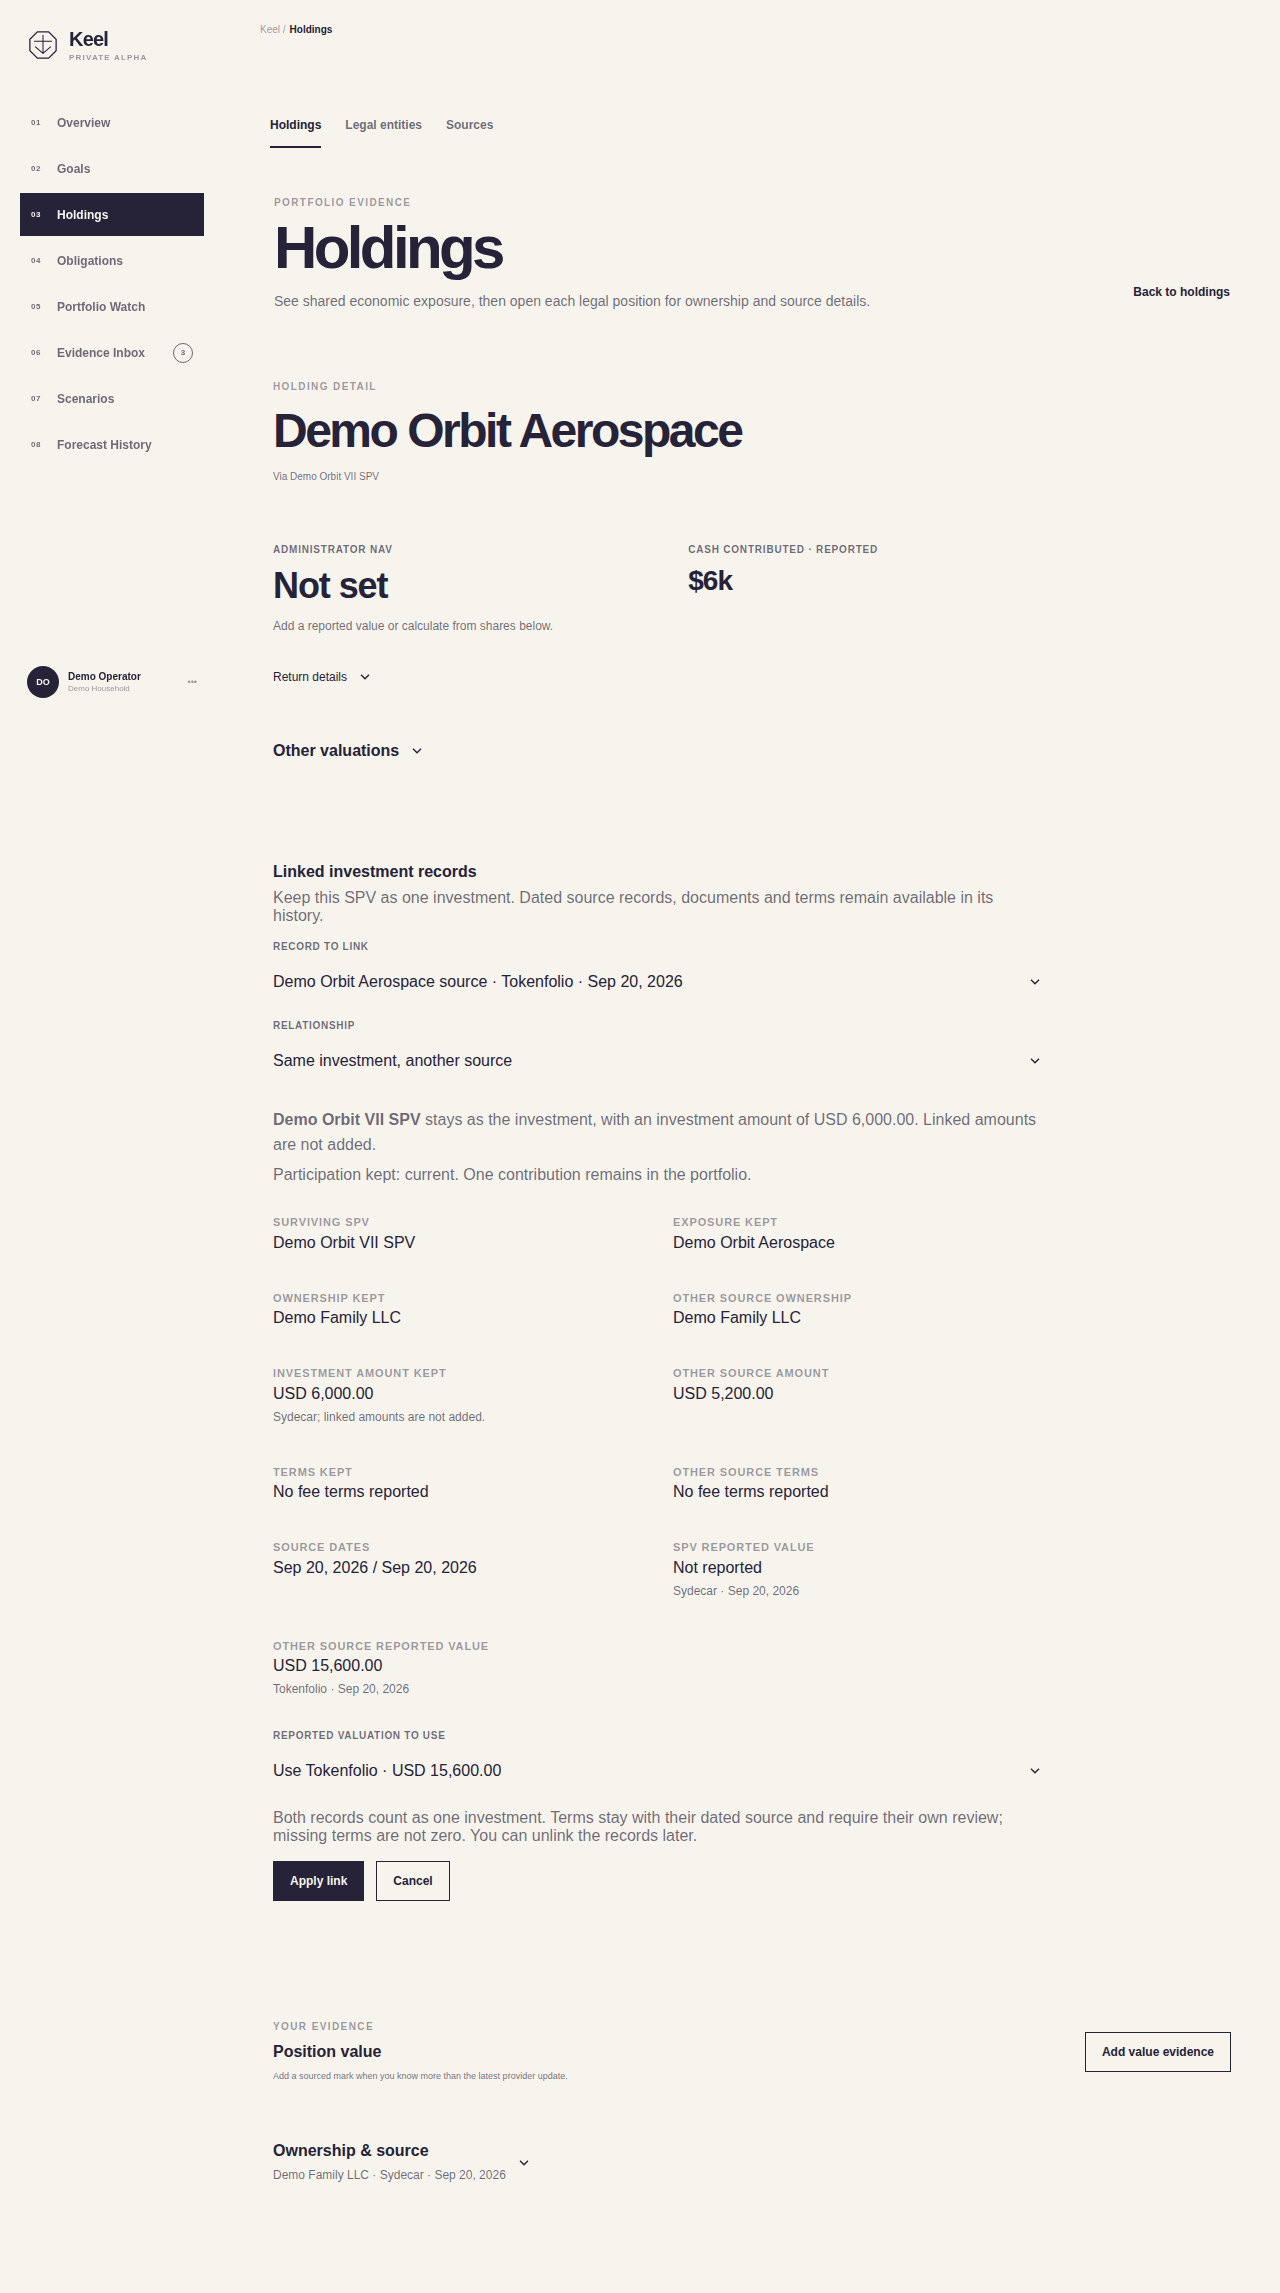 Keel
PRIVATE ALPHA
01 Overview
02 Goals
03 Holdings
04 Obligations
05 Portfolio Watch
06 Evidence Inbox 3
07 Scenarios
08 Forecast History
DO
Demo Operator
Demo Household
•••
Keel / Holdings
Holdings Legal entities Sources
PORTFOLIO EVIDENCE
Holdings
See shared economic exposure, then open each legal position for ownership and source details.
Back to holdings
HOLDING DETAIL
Demo Orbit Aerospace
Via Demo Orbit VII SPV
ADMINISTRATOR NAV
Not set
Add a reported value or calculate from shares below.
CASH CONTRIBUTED · REPORTED
$6k
Return details
Other valuations
Linked investment records
Keep this SPV as one investment. Dated source records, documents and terms remain available in its
history.
RECORD TO LINK
Demo Orbit Aerospace source · Tokenfolio · Sep 20, 2026
RELATIONSHIP
Same investment, another source
Demo Orbit VII SPV stays as the investment, with an investment amount of USD 6,000.00. Linked amounts
are not added.
Participation kept: current. One contribution remains in the portfolio.
SURVIVING SPV
Demo Orbit VII SPV
EXPOSURE KEPT
Demo Orbit Aerospace
OWNERSHIP KEPT
Demo Family LLC
OTHER SOURCE OWNERSHIP
Demo Family LLC
INVESTMENT AMOUNT KEPT
USD 6,000.00
Sydecar; linked amounts are not added.
OTHER SOURCE AMOUNT
USD 5,200.00
TERMS KEPT
No fee terms reported
OTHER SOURCE TERMS
No fee terms reported
SOURCE DATES
Sep 20, 2026 / Sep 20, 2026
SPV REPORTED VALUE
Not reported
Sydecar · Sep 20, 2026
OTHER SOURCE REPORTED VALUE
USD 15,600.00
Tokenfolio · Sep 20, 2026
REPORTED VALUATION TO USE
Use Tokenfolio · USD 15,600.00
Both records count as one investment. Terms stay with their dated source and require their own review;
missing terms are not zero. You can unlink the records later.
Apply link
Cancel
YOUR EVIDENCE
Position value
Add a sourced mark when you know more than the latest provider update.
Add value evidence
Ownership & source
Demo Family LLC · Sydecar · Sep 20, 2026